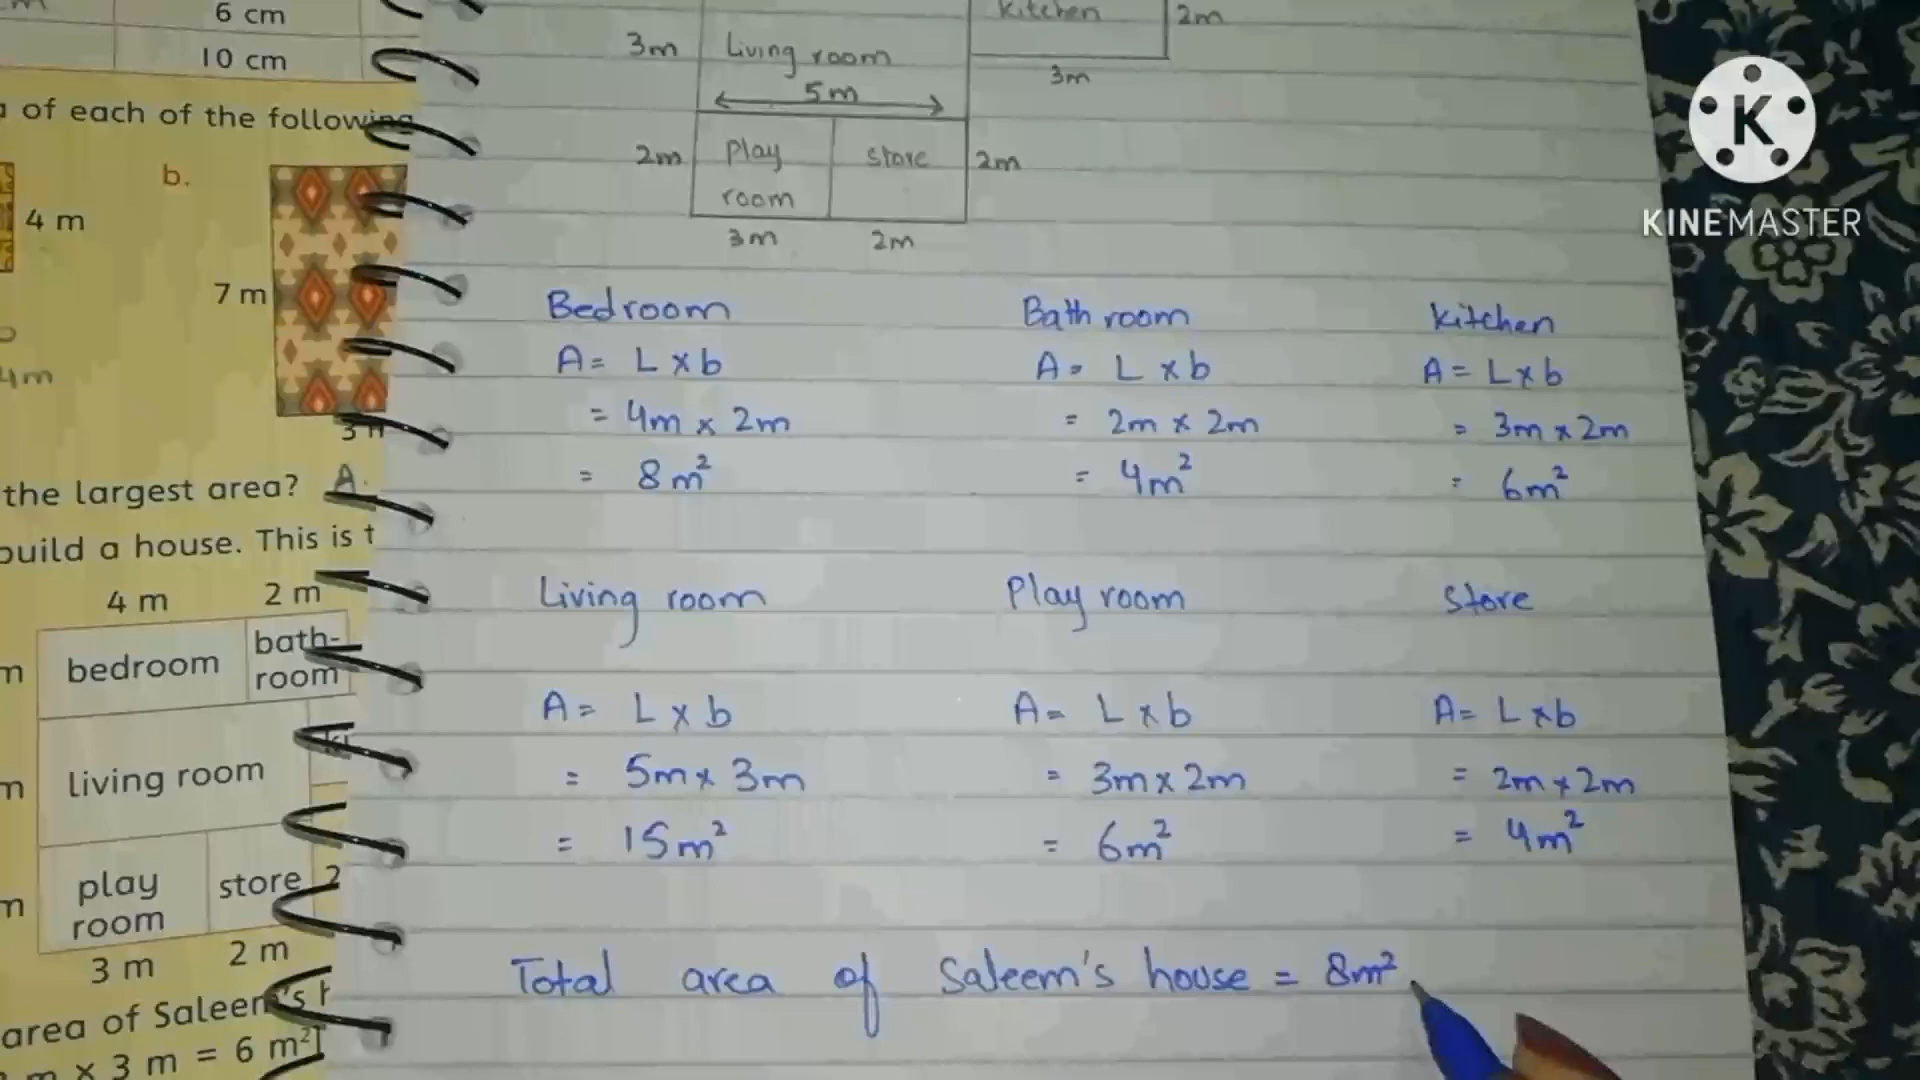 6 cm
10 cm
of each of the following
b.
4 m
7 m
4m
the largest area? A.
build a house. This is t
4 m 2 m
bedroom
bath-
room
living room
play
room
store 2
3 m 2 m
area of Saleem's h
m × 3 m = 6 m²
Kitchen 2m
3m Living room
5m
3m
2m Play
room
store 2m
3m 2m
Bedroom Bathroom Kitchen
A = L × b A = L × b A = L × b
= 4m × 2m = 2m × 2m = 3m × 2m
= 8m² = 4m² = 6m²
Living room Play room Store
A = L × b A = L × b A = L × b
= 5m × 3m = 3m × 2m = 2m × 2m
= 15m² = 6m² = 4m²
Total area of Saleem's house = 8m²
K
KINEMASTER